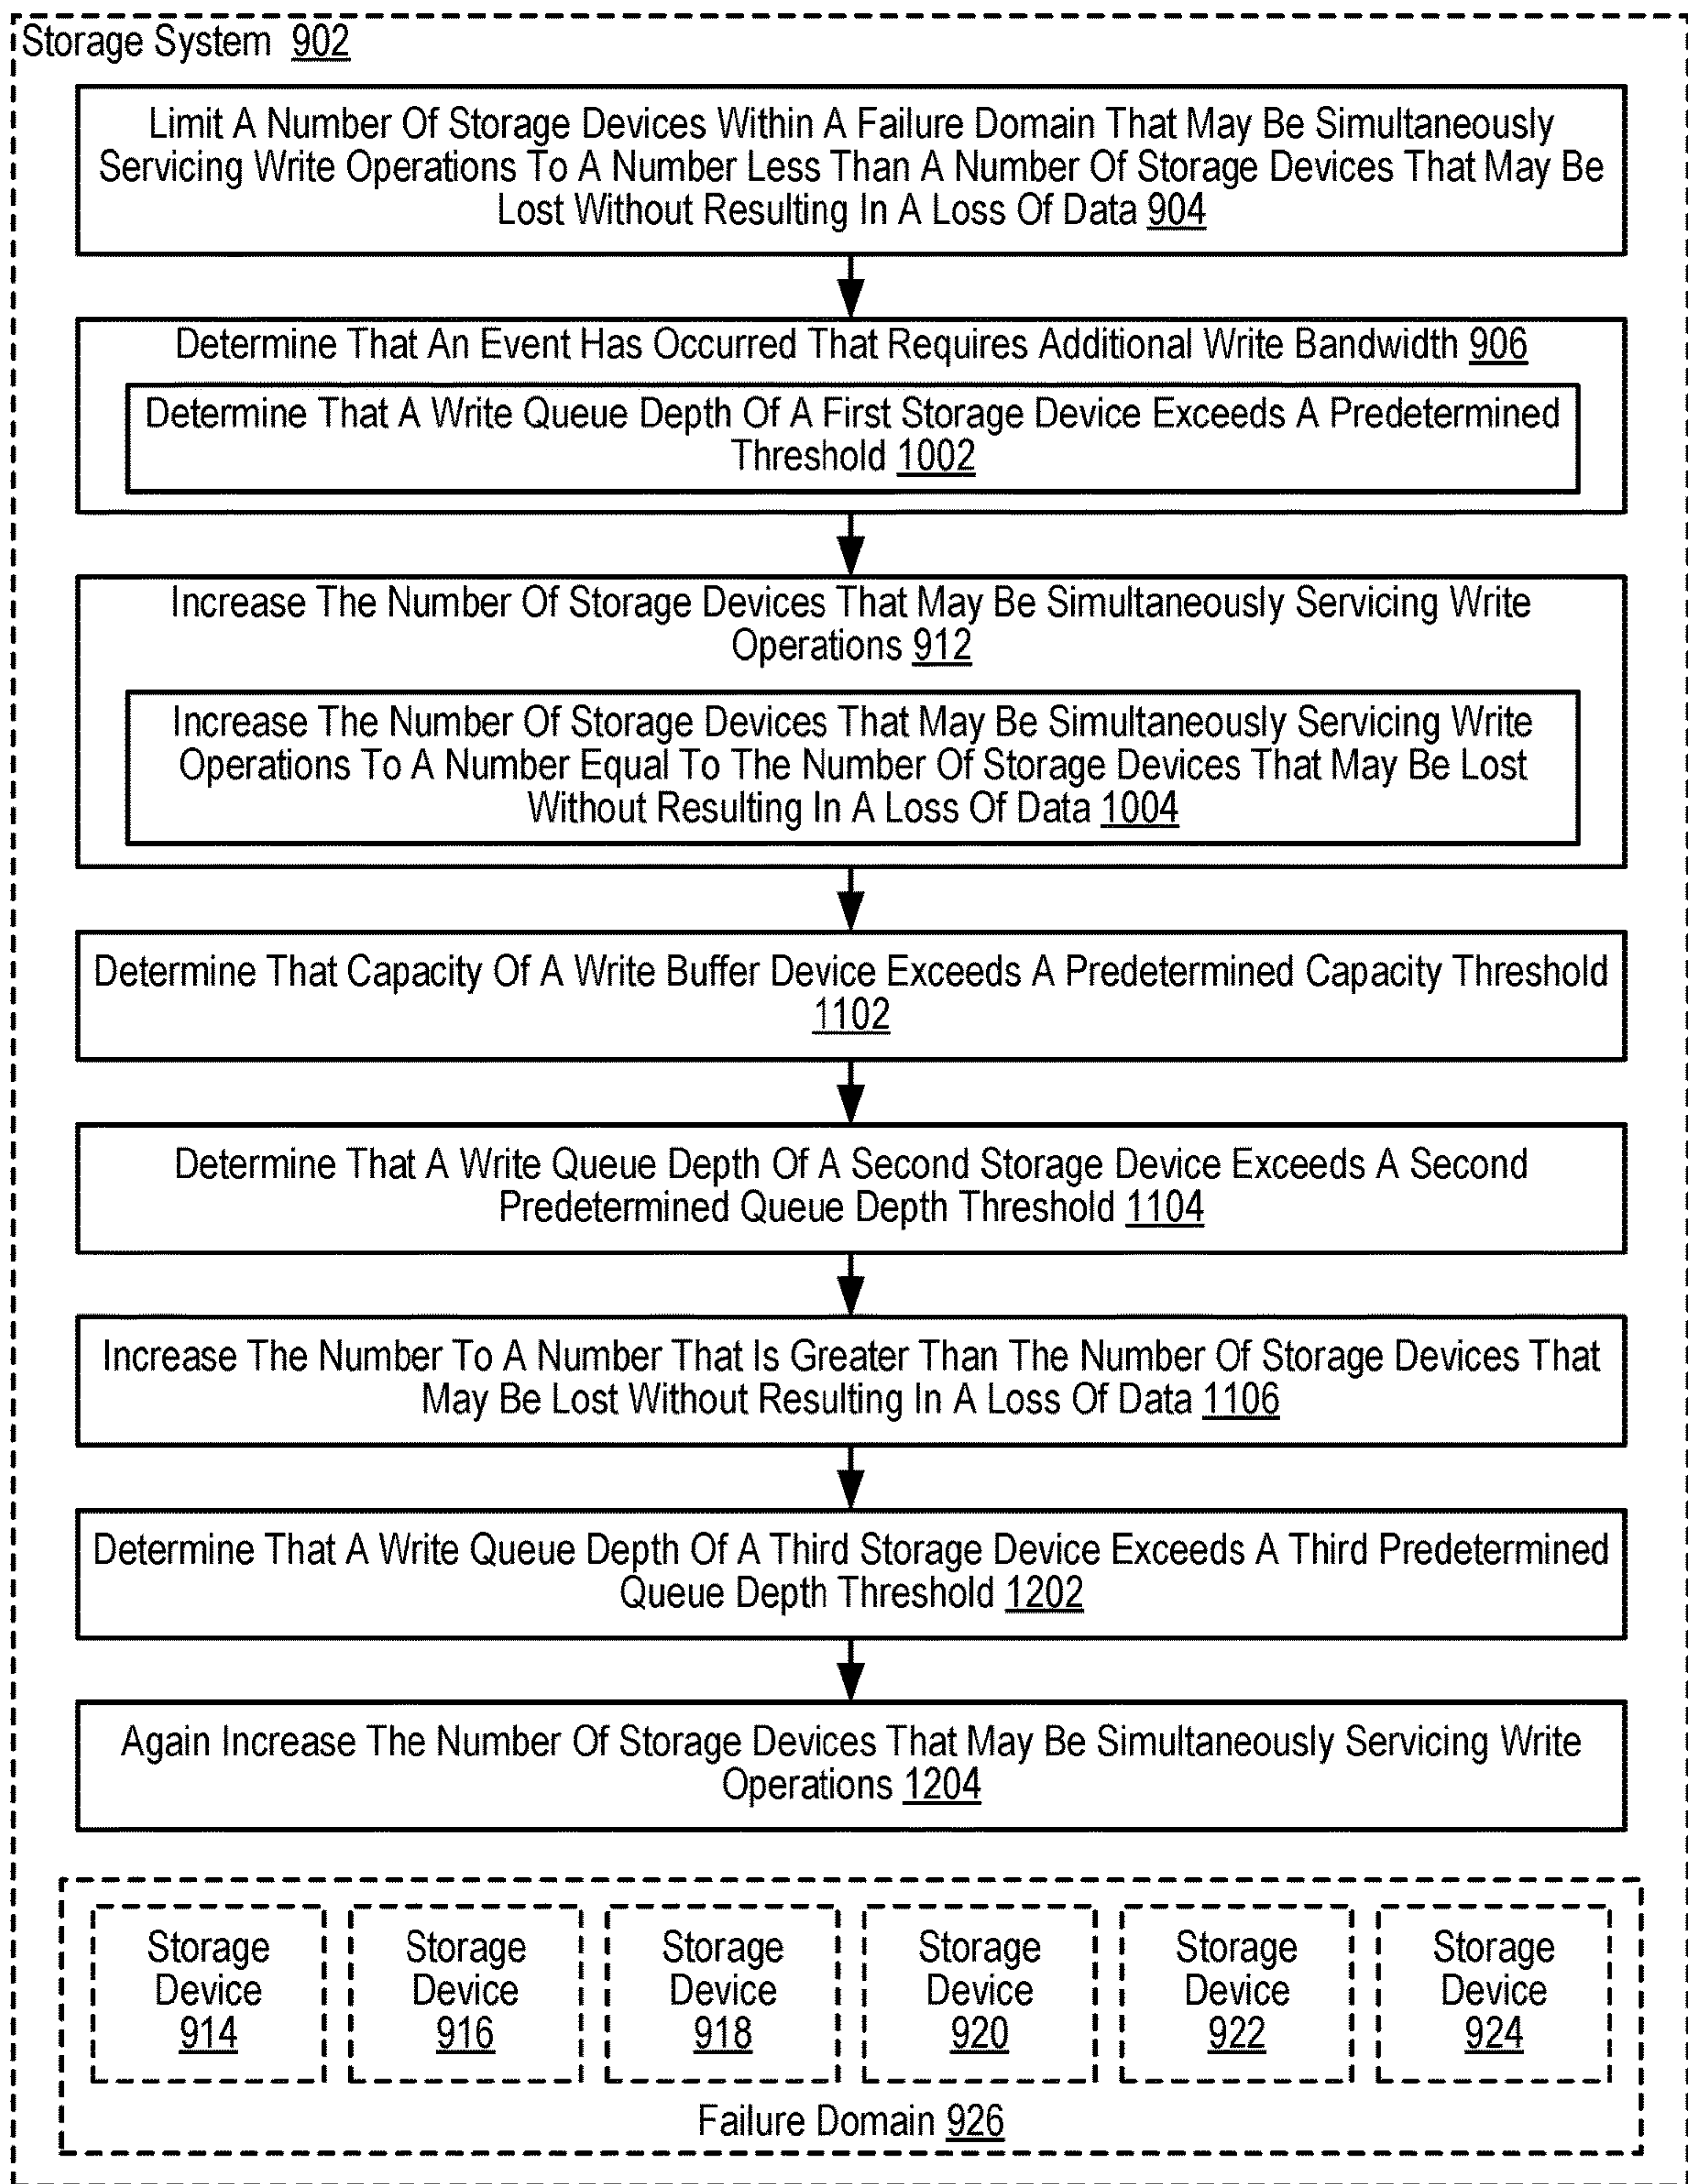 Storage System 902
Limit A Number Of Storage Devices Within A Failure Domain That May Be Simultaneously
Servicing Write Operations To A Number Less Than A Number Of Storage Devices That May Be
Lost Without Resulting In A Loss Of Data 904
Determine That An Event Has Occurred That Requires Additional Write Bandwidth 906
Determine That A Write Queue Depth Of A First Storage Device Exceeds A Predetermined
Threshold 1002
Increase The Number Of Storage Devices That May Be Simultaneously Servicing Write
Operations 912
Increase The Number Of Storage Devices That May Be Simultaneously Servicing Write
Operations To A Number Equal To The Number Of Storage Devices That May Be Lost
Without Resulting In A Loss Of Data 1004
Determine That Capacity Of A Write Buffer Device Exceeds A Predetermined Capacity Threshold
1102
Determine That A Write Queue Depth Of A Second Storage Device Exceeds A Second
Predetermined Queue Depth Threshold 1104
Increase The Number To A Number That Is Greater Than The Number Of Storage Devices That
May Be Lost Without Resulting In A Loss Of Data 1106
Determine That A Write Queue Depth Of A Third Storage Device Exceeds A Third Predetermined
Queue Depth Threshold 1202
Again Increase The Number Of Storage Devices That May Be Simultaneously Servicing Write
Operations 1204
Storage
Device
914
Storage
Device
916
Storage
Device
918
Storage
Device
920
Storage
Device
922
Storage
Device
924
Failure Domain 926